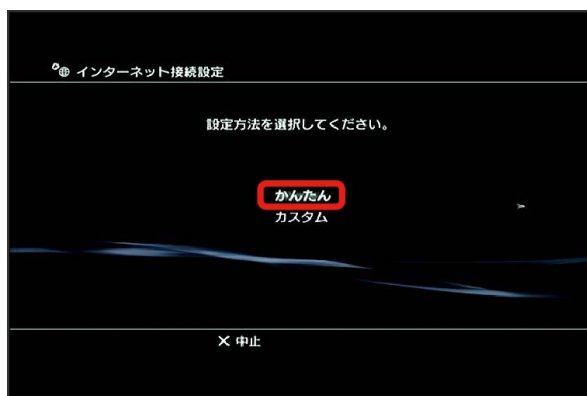 インターネット接続設定
設定方法を選択してください。
かんたん
カスタム
✕ 中止